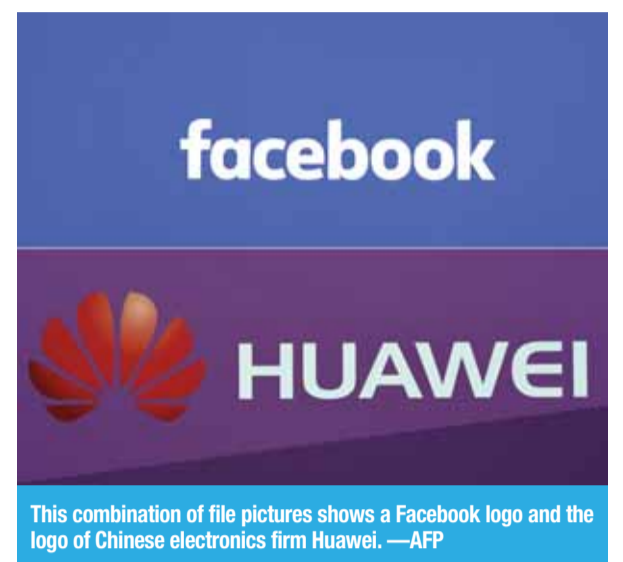 facebook
HUAWEI
This combination of file pictures shows a Facebook logo and the
logo of Chinese electronics firm Huawei. —AFP